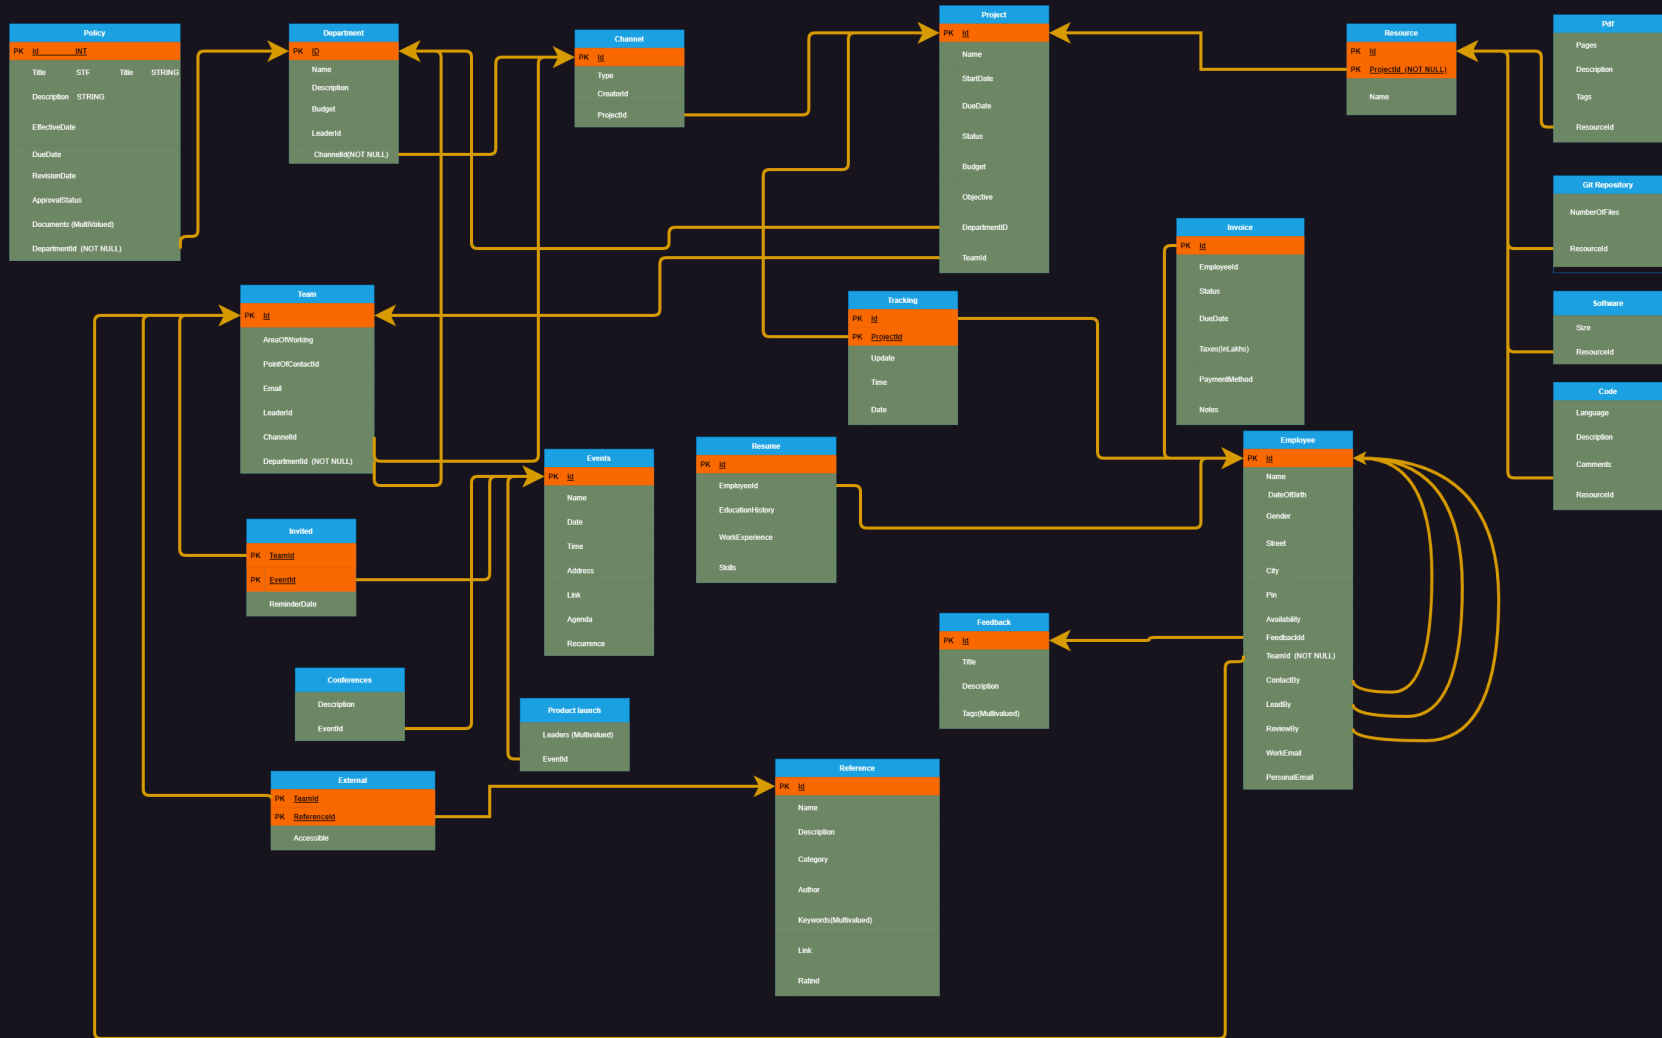 Policy
PK Id INT
Title STF Title STRING
Description STRING
EffectiveDate
DueDate
RevisionDate
ApprovalStatus
Documents (MultiValued)
DepartmentId (NOT NULL)
Department
PK ID
Name
Description
Budget
LeaderId
ChannelId(NOT NULL)
Channel
PK Id
Type
CreatorId
ProjectId
Project
PK Id
Name
StartDate
DueDate
Status
Budget
Objective
DepartmentID
TeamId
Resource
PK Id
PK ProjectId (NOT NULL)
Name
Pdf
Pages
Description
Tags
ResourceId
Git Repository
NumberOfFiles
ResourceId
Software
Size
ResourceId
Code
Language
Description
Comments
ResourceId
Invoice
PK Id
EmployeeId
Status
DueDate
Taxes(InLakhs)
PaymentMethod
Notes
Team
PK Id
AreaOfWorking
PointOfContactId
Email
LeaderId
ChannelId
DepartmentId (NOT NULL)
Tracking
PK Id
PK ProjectId
Update
Time
Date
Resume
PK Id
EmployeeId
EducationHistory
WorkExperience
Skills
Employee
PK Id
Name
DateOfBirth
Gender
Street
City
Pin
Availability
FeedbackId
TeamId (NOT NULL)
ContactBy
LeadBy
ReviewBy
WorkEmail
PersonalEmail
Events
PK Id
Name
Date
Time
Address
Link
Agenda
Recurrence
Invited
PK TeamId
PK EventId
ReminderDate
Conferences
Description
EventId
Product launch
Leaders (Multivalued)
EventId
Feedback
PK Id
Title
Description
Tags(Multivalued)
External
PK TeamId
PK ReferenceId
Accessible
Reference
PK Id
Name
Description
Category
Author
Keywords(Multivalued)
Link
Ratind